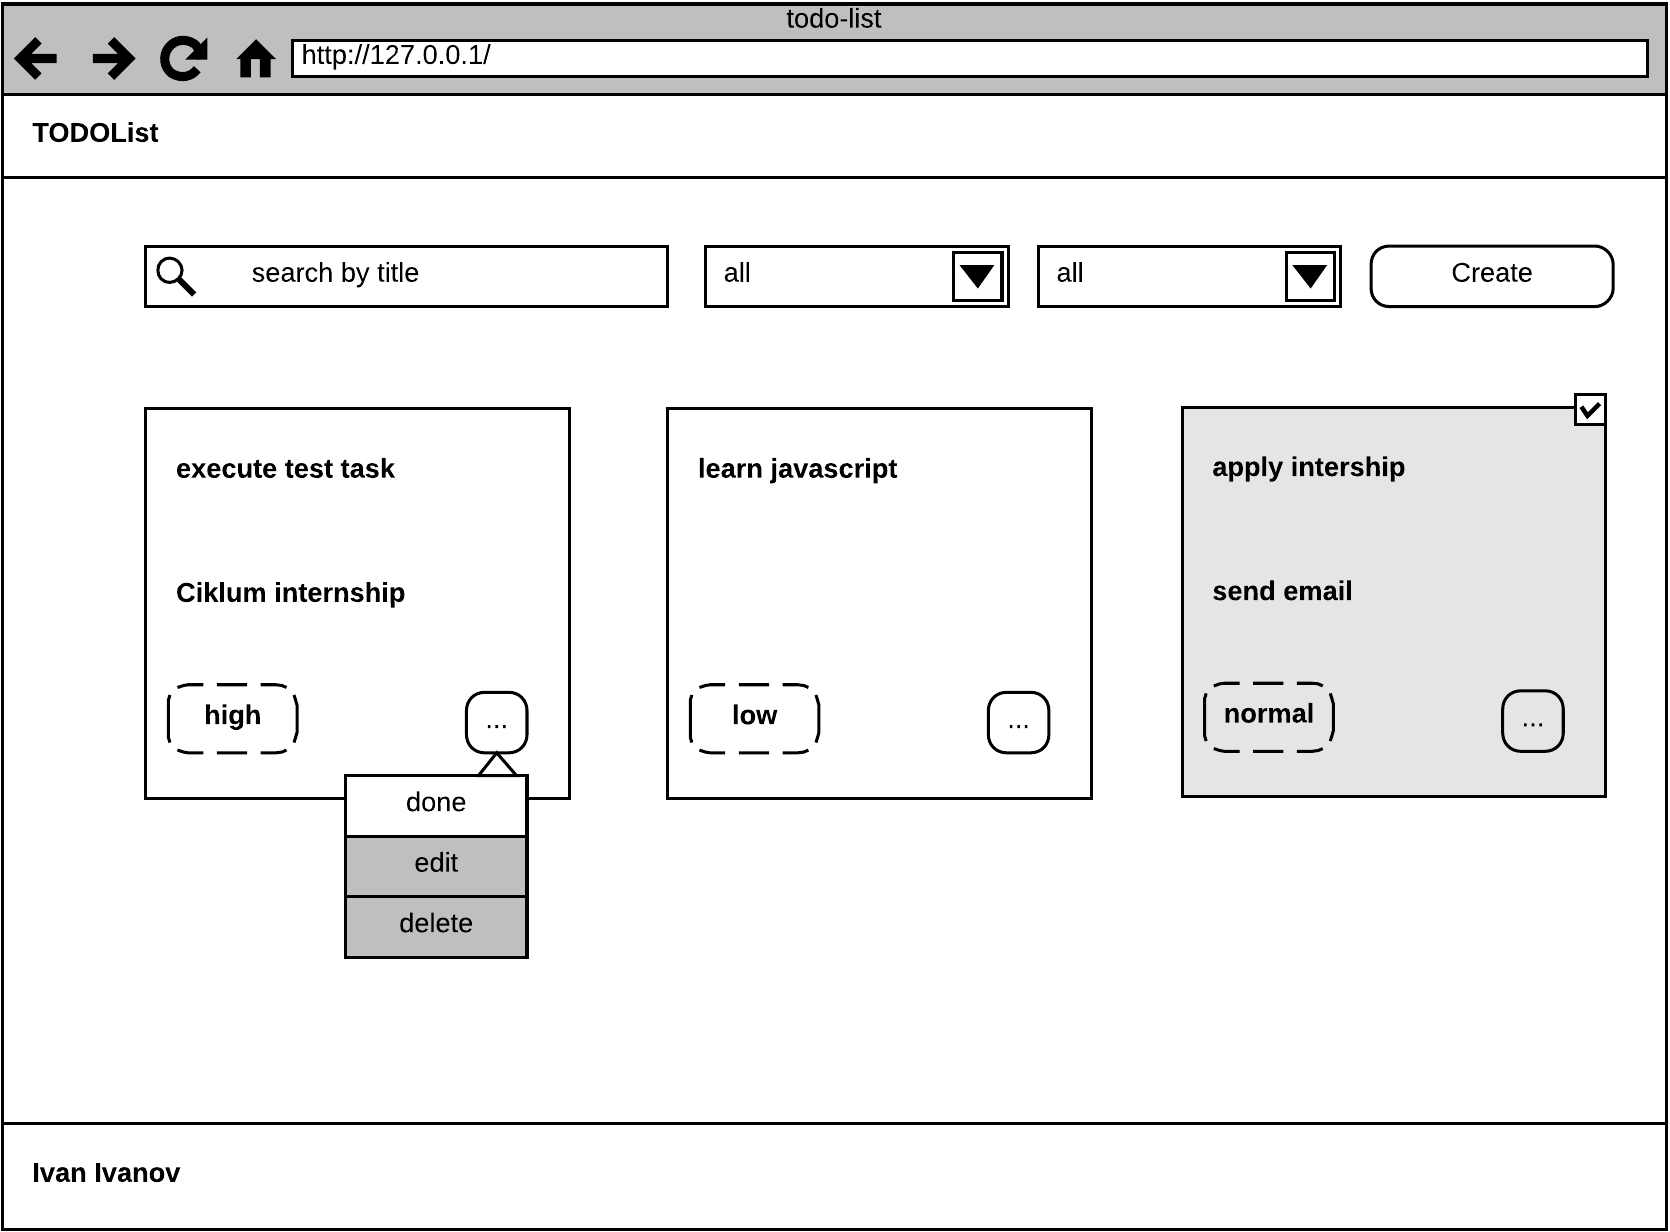 todo-list
http://127.0.0.1/
TODOList
search by title
all
all
Create
execute test task
Ciklum internship
high
...
done
edit
delete
learn javascript
low
...
apply intership
send email
normal
...
Ivan Ivanov